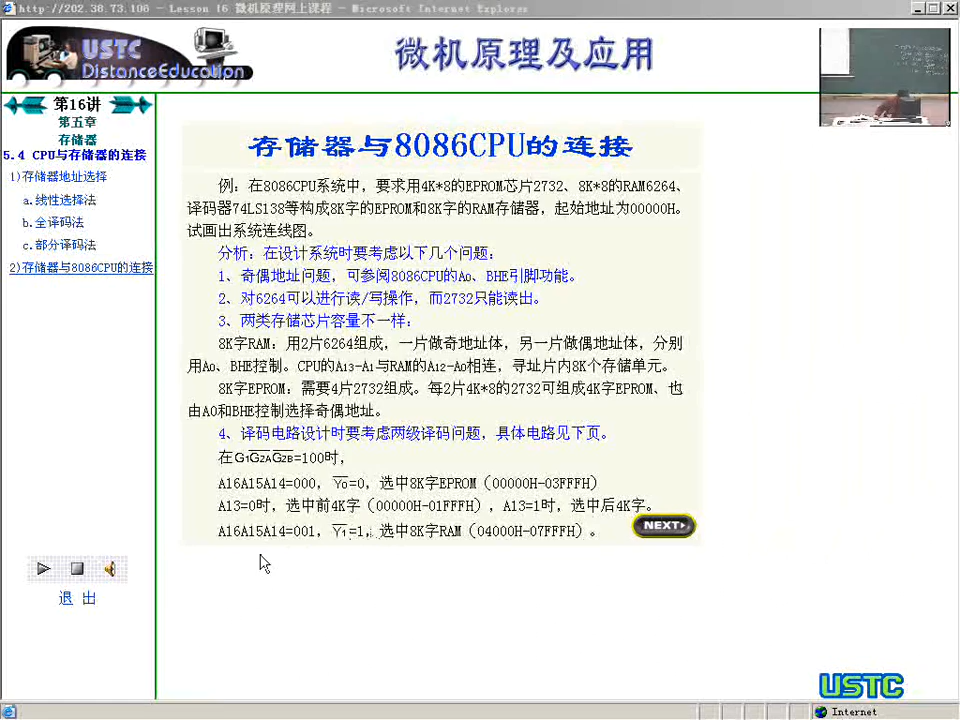 http://202.38.73.106 - Lesson 16 微机原理网上课程 - Microsoft Internet Explorer
USTC
DistanceEducation
微机原理及应用
第16讲
第五章
存储器
5.4 CPU与存储器的连接
1)存储器地址选择
a.线性选择法
b.全译码法
c.部分译码法
2)存储器与8086CPU的连接
退 出
存储器与8086CPU的连接
例：在8086CPU系统中，要求用4K*8的EPROM芯片2732、8K*8的RAM6264、
译码器74LS138等构成8K字的EPROM和8K字的RAM存储器，起始地址为00000H。
试画出系统连线图。
分析：在设计系统时要考虑以下几个问题：
1、奇偶地址问题，可参阅8086CPU的A0、BHE引脚功能。
2、对6264可以进行读/写操作，而2732只能读出。
3、两类存储芯片容量不一样：
8K字RAM：用2片6264组成，一片做奇地址体，另一片做偶地址体，分别
用A0、BHE控制。CPU的A13-A1与RAM的A12-A0相连，寻址片内8K个存储单元。
8K字EPROM：需要4片2732组成。每2片4K*8的2732可组成4K字EPROM、也
由A0和BHE控制选择奇偶地址。
4、译码电路设计时要考虑两级译码问题，具体电路见下页。
在G1G2AG2B=100时，
A16A15A14=000，Y0=0，选中8K字EPROM（00000H-03FFFH）
A13=0时，选中前4K字（00000H-01FFFH），A13=1时，选中后4K字。
A16A15A14=001，Y1=1，选中8K字RAM（04000H-07FFFH）。
NEXT
USTC
Internet